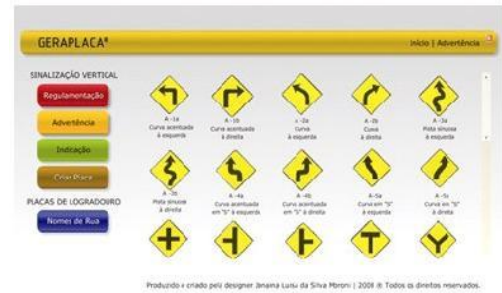 GERAPLACA®
Início | Advertência
SINALIZAÇÃO VERTICAL
Regulamentação
Advertência
Indicação
Criar Placa
PLACAS DE LOGRADOURO
Nomes de Rua
A -1a
Curva acentuada
à esquerda
A -1b
Curva acentuada
à direita
A -2a
Curva
à esquerda
A -2b
Curva
à direita
A -3a
Pista sinuosa
à esquerda
A -3b
Pista sinuosa
à direita
A -4a
Curva acentuada
em "S" à esquerda
A -4b
Curva acentuada
em "S" à direita
A -5a
Curva em "S"
à esquerda
Curva em "S"
à direita
Produzido e criado pela designer Janaina Luisa da Silva Moroni | 2008 ® Todos os direitos reservados.